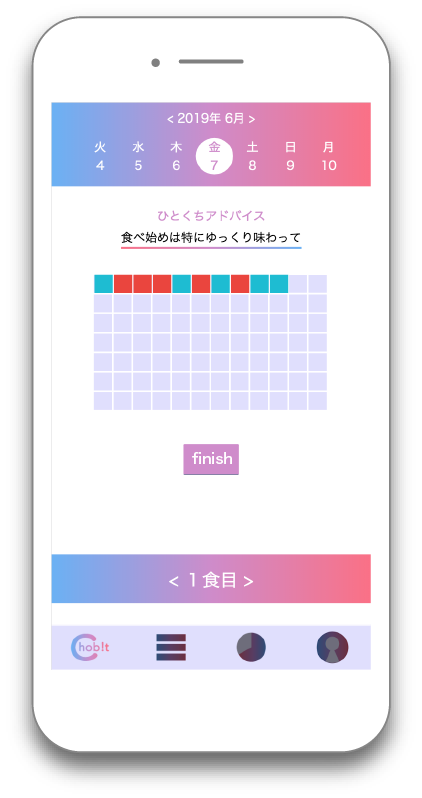 < 2019年 6月 >
火 水 木 金 土 日 月
4 5 6 7 8 9 10
ひとくちアドバイス
食べ始めは特にゆっくり味わって
finish
< 1 食目 >
Chob!t